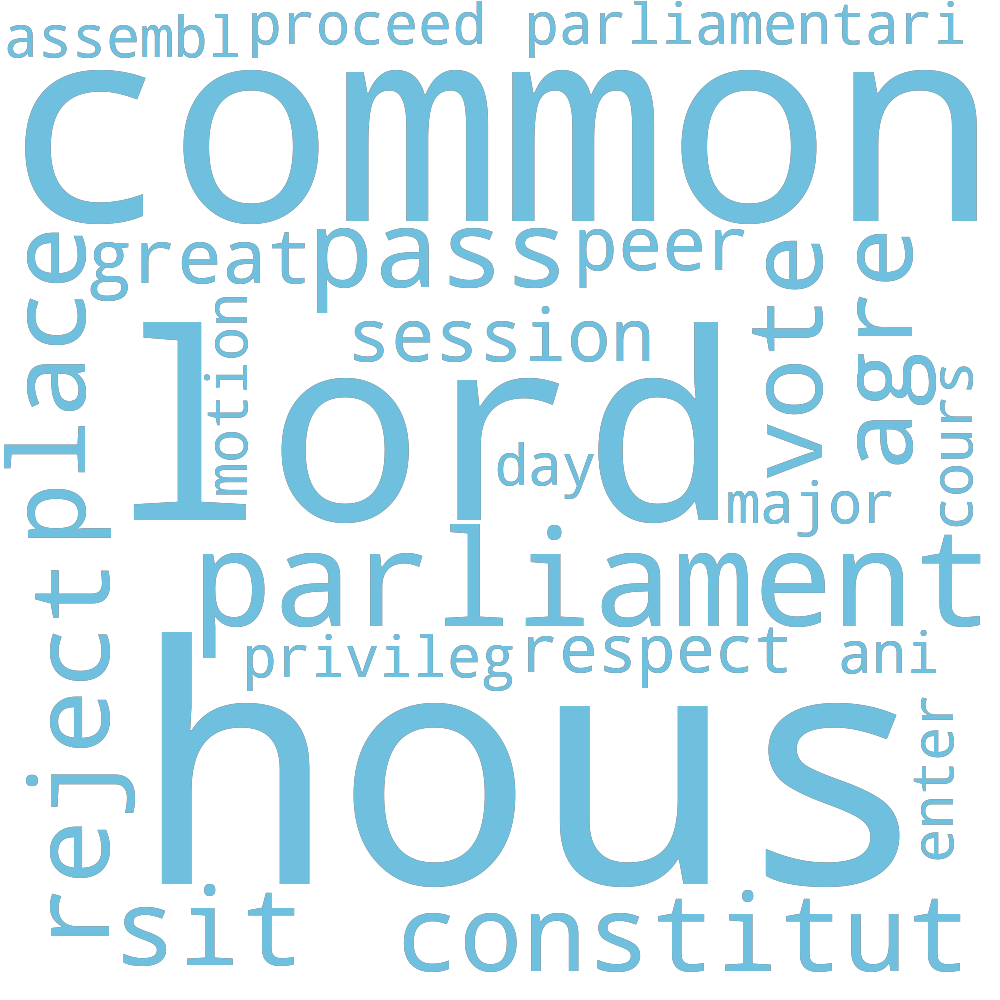 assembl proceed parliamentari
common
great pass peer
place
motion
session
vote
agre
lord
day
cours
major
parliament
reject
privileg respect ani
hous
enter
sit constitut